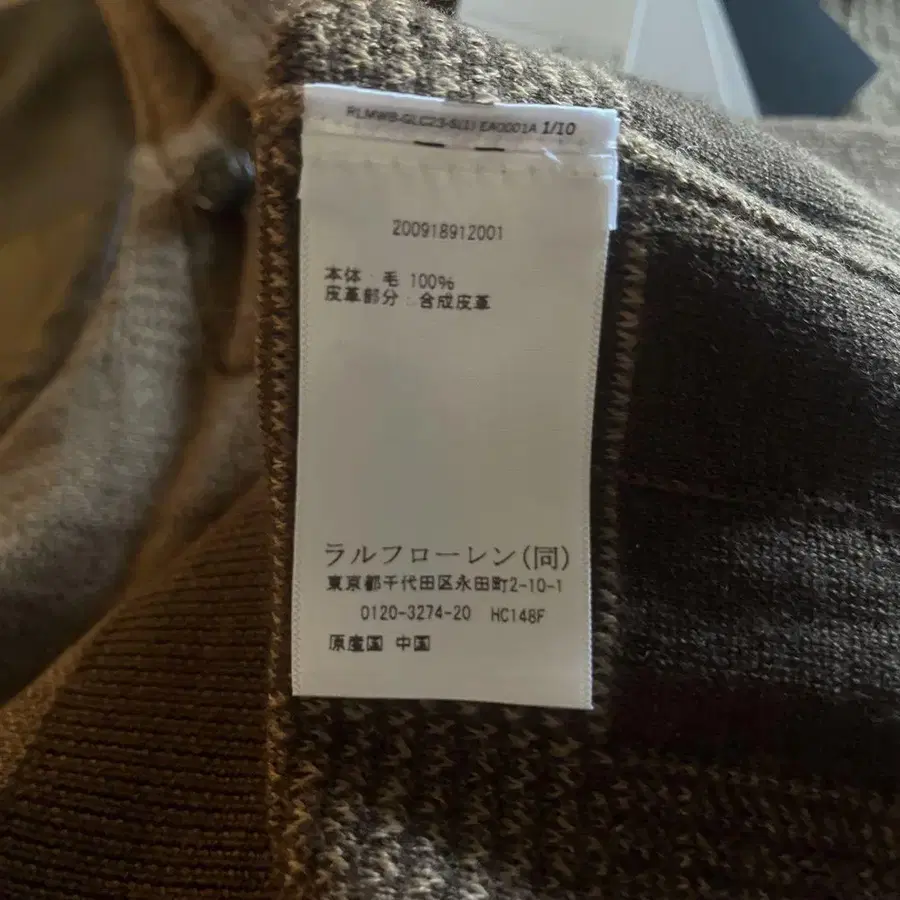 RLMWB-GLC23-S(1) EA0001A 1/10
200918912001
本体 : 毛 100%
皮革部分 : 合成皮革
ラルフローレン(同)
東京都千代田区永田町2-10-1
0120-3274-20 HC148F
原産国 中国